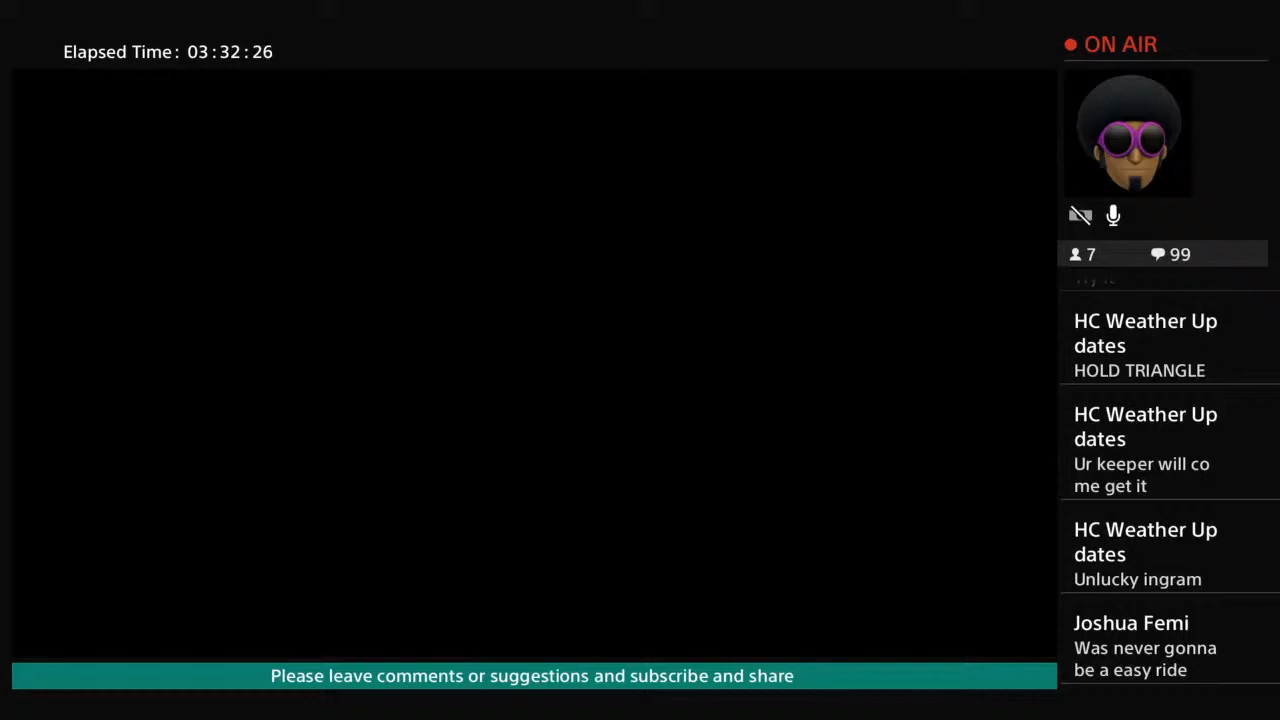 Elapsed Time: 03:32:26
ON AIR
7 99
HC Weather Up
dates
HOLD TRIANGLE
HC Weather Up
dates
Ur keeper will co
me get it
HC Weather Up
dates
Unlucky ingram
Joshua Femi
Was never gonna
be a easy ride
Please leave comments or suggestions and subscribe and share